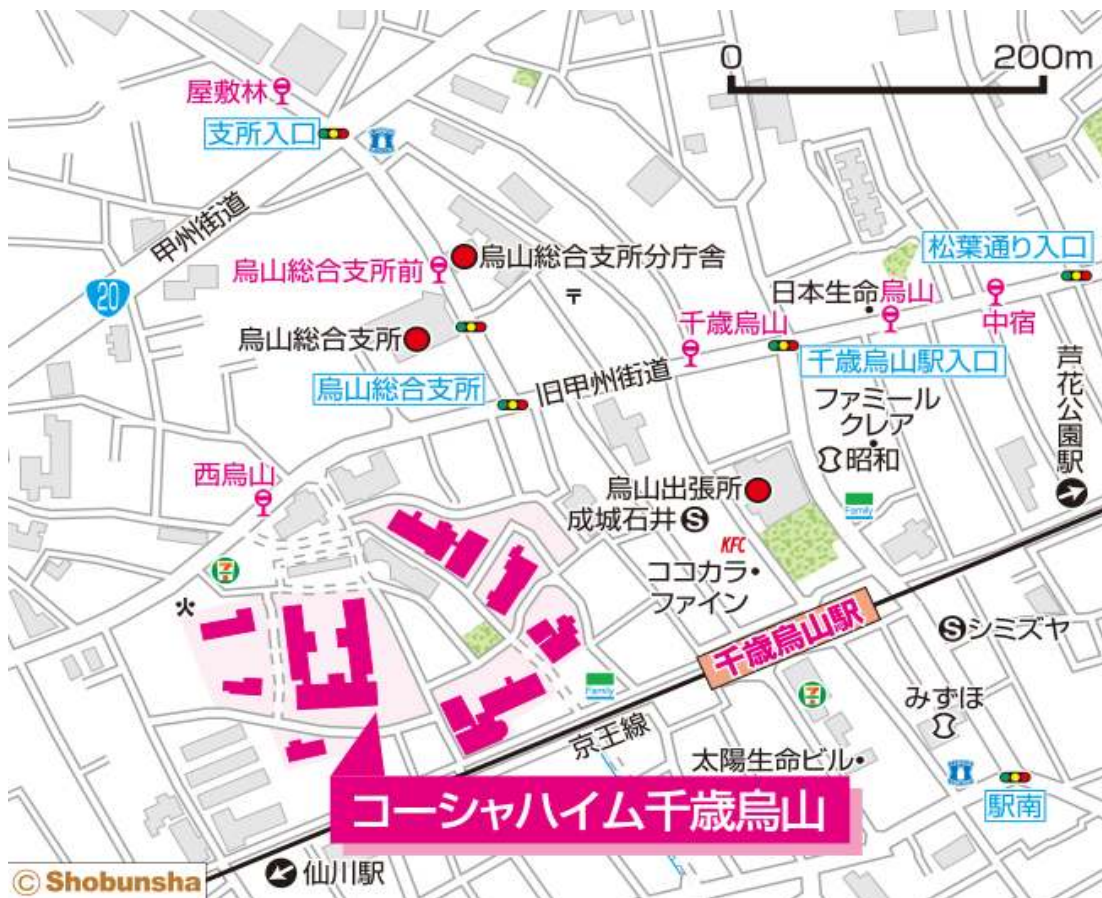 0
200m
屋敷林
支所入口
甲州街道
20
烏山総合支所前
烏山総合支所分庁舎
〒
烏山総合支所
烏山総合支所
旧甲州街道
千歳烏山
日本生命
烏山
松葉通り入口
中宿
千歳烏山駅入口
芦花公園駅
ファミール
クレア
昭和
西烏山
烏山出張所
成城石井
S
Family
KFC
ココカラ
ファイン
7
千歳烏山駅
S
シミズヤ
Family
7
みずほ
京王線
太陽生命ビル
駅南
コーシャハイム千歳烏山
仙川駅
© Shobunsha